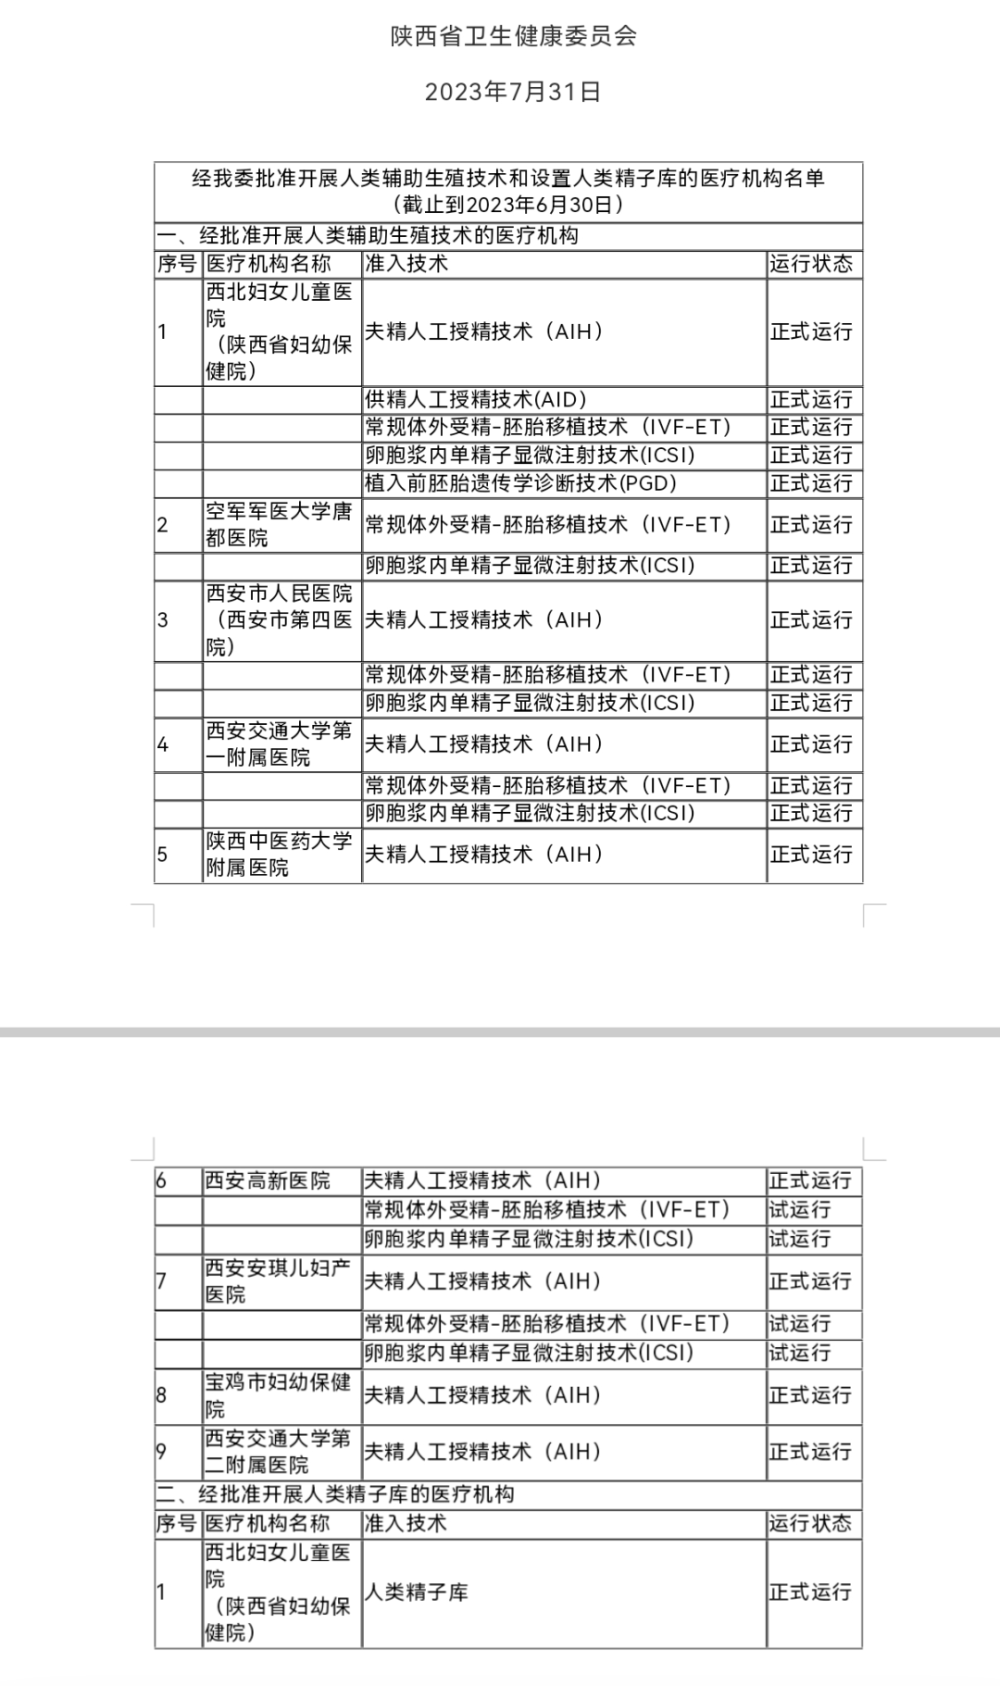 陕西省卫生健康委员会
2023年7月31日
经我委批准开展人类辅助生殖技术和设置人类精子库的医疗机构名单
（截止到2023年6月30日）
一、经批准开展人类辅助生殖技术的医疗机构
序号 医疗机构名称 准入技术 运行状态
1 西北妇女儿童医院（陕西省妇幼保健院） 夫精人工授精技术（AIH） 正式运行
供精人工授精技术(AID) 正式运行
常规体外受精-胚胎移植技术（IVF-ET) 正式运行
卵胞浆内单精子显微注射技术(ICSI) 正式运行
植入前胚胎遗传学诊断技术(PGD) 正式运行
2 空军军医大学唐都医院 常规体外受精-胚胎移植技术（IVF-ET) 正式运行
卵胞浆内单精子显微注射技术(ICSI) 正式运行
3 西安市人民医院（西安市第四医院） 夫精人工授精技术（AIH） 正式运行
常规体外受精-胚胎移植技术（IVF-ET) 正式运行
卵胞浆内单精子显微注射技术(ICSI) 正式运行
4 西安交通大学第一附属医院 夫精人工授精技术（AIH） 正式运行
常规体外受精-胚胎移植技术（IVF-ET) 正式运行
卵胞浆内单精子显微注射技术(ICSI) 正式运行
5 陕西中医药大学附属医院 夫精人工授精技术（AIH） 正式运行
6 西安高新医院 夫精人工授精技术（AIH） 正式运行
常规体外受精-胚胎移植技术（IVF-ET) 试运行
卵胞浆内单精子显微注射技术(ICSI) 试运行
7 西安安琪儿妇产医院 夫精人工授精技术（AIH） 正式运行
常规体外受精-胚胎移植技术（IVF-ET) 试运行
卵胞浆内单精子显微注射技术(ICSI) 试运行
8 宝鸡市妇幼保健院 夫精人工授精技术（AIH） 正式运行
9 西安交通大学第二附属医院 夫精人工授精技术（AIH） 正式运行
二、经批准开展人类精子库的医疗机构
序号 医疗机构名称 准入技术 运行状态
1 西北妇女儿童医院（陕西省妇幼保健院） 人类精子库 正式运行